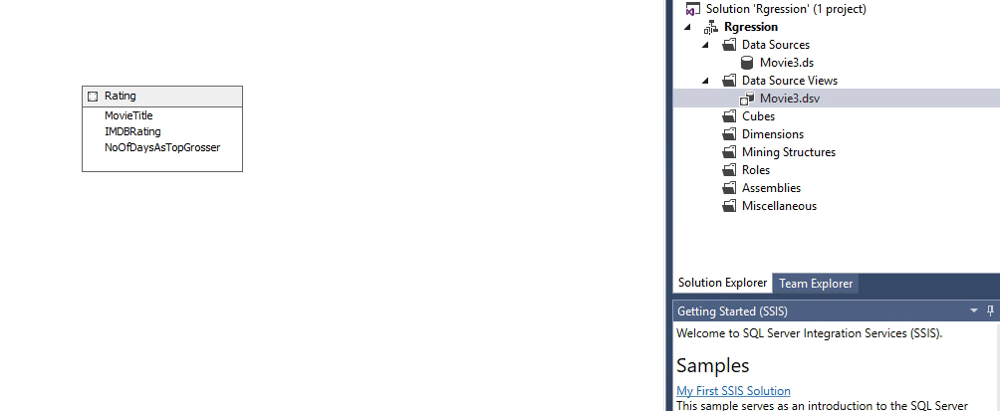 Rating
MovieTitle
IMDBRating
NoOfDaysAsTopGrosser
Solution 'Rgression' (1 project)
Rgression
Data Sources
Movie3.ds
Data Source Views
Movie3.dsv
Cubes
Dimensions
Mining Structures
Roles
Assemblies
Miscellaneous
Solution Explorer Team Explorer
Getting Started (SSIS)
Welcome to SQL Server Integration Services (SSIS).
Samples
My First SSIS Solution
This sample serves as an introduction to the SQL Server